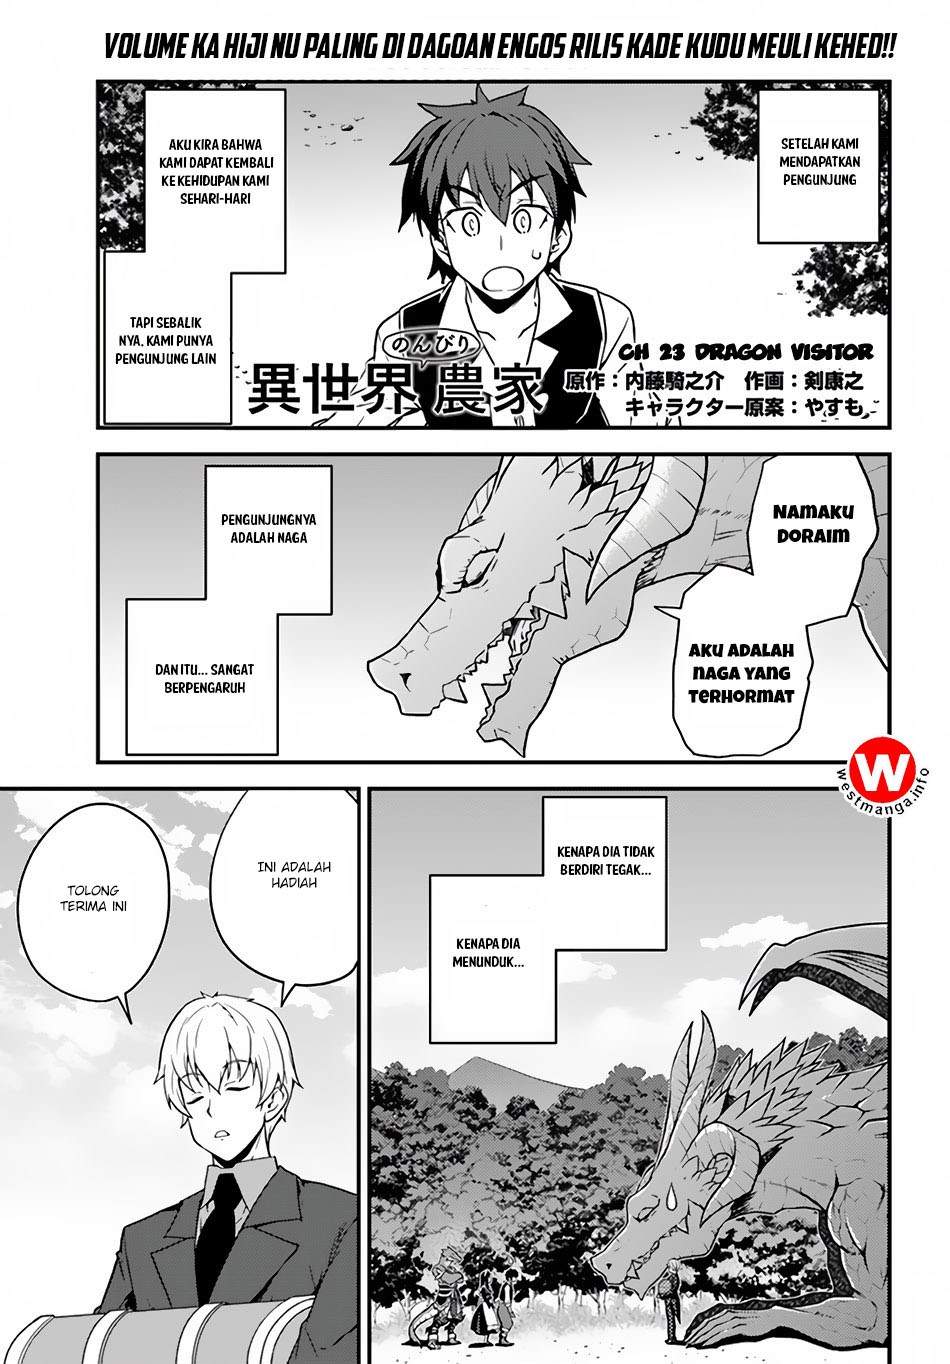 VOLUME KA HIJI NU PALING DI DAGOAN ENGOS RILIS KADE KUDU MEULI KEHED!!
SETELAH KAMI
MENDAPATKAN
PENGUNJUNG
AKU KIRA BAHWA
KAMI DAPAT KEMBALI
KE KEHIDUPAN KAMI
SEHARI-HARI
TAPI SEBALIK
NYA, KAMI PUNYA
PENGUNJUNG LAIN
のんびり
異世界農家
CH 23 DRAGON VISITOR
原作:内藤騎之介 作画:剣康之
キャラクター原案:やすも
NAMAKU
DORAIM
AKU ADALAH
NAGA YANG
TERHORMAT
PENGUNJUNGNYA
ADALAH NAGA
DAN ITU... SANGAT
BERPENGARUH
W
westmanga.info
KENAPA DIA TIDAK
BERDIRI TEGAK...
KENAPA DIA
MENUNDUK...
INI ADALAH
HADIAH
TOLONG
TERIMA INI